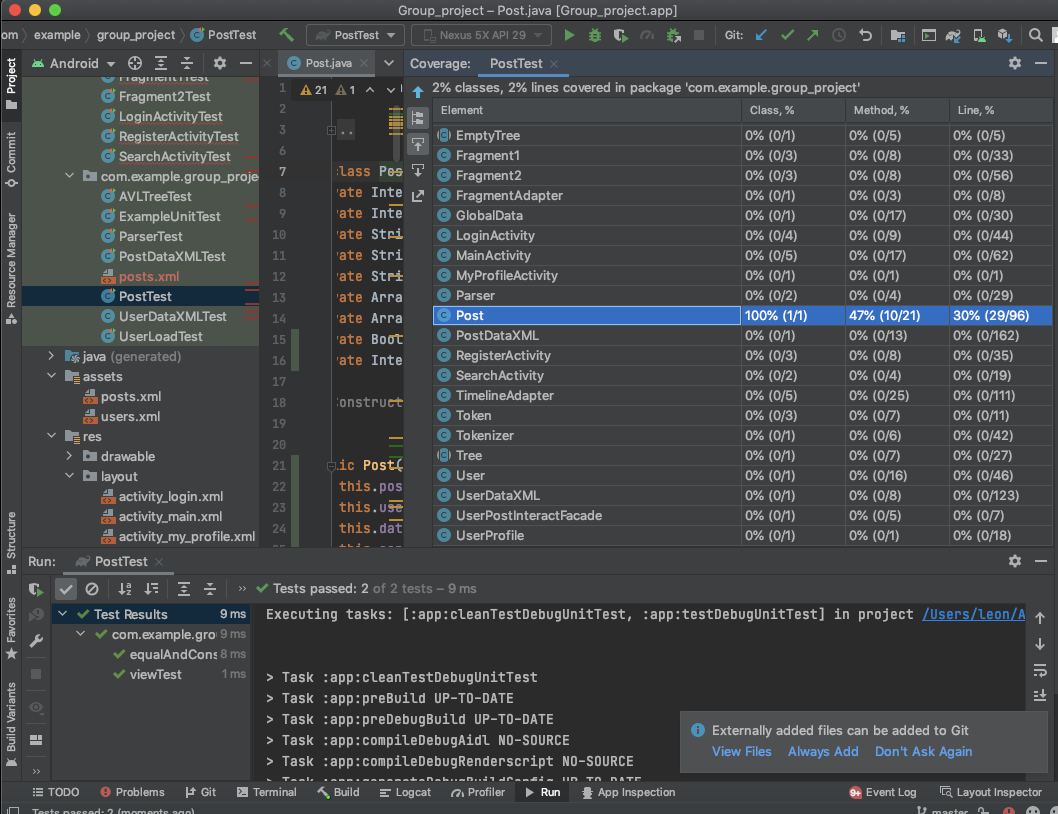 Group_project – Post.java [Group_project.app]
om example group_project PostTest PostTest Nexus 5X API 29 Git:
Project
Commit
Resource Manager
Structure
Favorites
Build Variants
Android
Fragment1Test
Fragment2Test
LoginActivityTest
RegisterActivityTest
SearchActivityTest
com.example.group_proje
AVLTreeTest
ExampleUnitTest
ParserTest
PostDataXMLTest
posts.xml
PostTest
UserDataXMLTest
UserLoadTest
java (generated)
assets
posts.xml
users.xml
res
drawable
layout
activity_login.xml
activity_main.xml
activity_my_profile.xml
Post.java
21 1
1
2
3 ..
6
7 class Pos
8 vate Inte
9 vate Inte
10 vate Stri
11 vate Stri
12 vate Stri
13 vate Arra
14 vate Arra
15 vate Bool
16 vate Inte
17
18 Construct
19
20
21 ic Post(
22 this.pos
23 this.use
24 this.dat
Coverage: PostTest
2% classes, 2% lines covered in package 'com.example.group_project'
Element Class, % Method, % Line, %
EmptyTree 0% (0/1) 0% (0/5) 0% (0/5)
Fragment1 0% (0/3) 0% (0/8) 0% (0/33)
Fragment2 0% (0/3) 0% (0/8) 0% (0/56)
FragmentAdapter 0% (0/1) 0% (0/3) 0% (0/8)
GlobalData 0% (0/1) 0% (0/17) 0% (0/30)
LoginActivity 0% (0/4) 0% (0/9) 0% (0/44)
MainActivity 0% (0/5) 0% (0/17) 0% (0/62)
MyProfileActivity 0% (0/1) 0% (0/1) 0% (0/1)
Parser 0% (0/2) 0% (0/4) 0% (0/29)
Post 100% (1/1) 47% (10/21) 30% (29/96)
PostDataXML 0% (0/1) 0% (0/13) 0% (0/162)
RegisterActivity 0% (0/3) 0% (0/8) 0% (0/35)
SearchActivity 0% (0/2) 0% (0/4) 0% (0/19)
TimelineAdapter 0% (0/5) 0% (0/25) 0% (0/111)
Token 0% (0/3) 0% (0/7) 0% (0/11)
Tokenizer 0% (0/1) 0% (0/6) 0% (0/42)
Tree 0% (0/1) 0% (0/7) 0% (0/27)
User 0% (0/1) 0% (0/16) 0% (0/46)
UserDataXML 0% (0/1) 0% (0/8) 0% (0/123)
UserPostInteractFacade 0% (0/1) 0% (0/5) 0% (0/7)
UserProfile 0% (0/1) 0% (0/1) 0% (0/18)
Run: PostTest
Tests passed: 2 of 2 tests – 9 ms
Test Results 9 ms
com.example.gro 9 ms
equalAndCons 8 ms
viewTest 1 ms
Executing tasks: [:app:cleanTestDebugUnitTest, :app:testDebugUnitTest] in project /Users/leon/A
> Task :app:cleanTestDebugUnitTest
> Task :app:preBuild UP-TO-DATE
> Task :app:preDebugBuild UP-TO-DATE
> Task :app:compileDebugAidl NO-SOURCE
> Task :app:compileDebugRenderscript NO-SOURCE
> Task :app:generateDebugBuildConfig UP-TO-DATE
Externally added files can be added to Git
View Files Always Add Don't Ask Again
TODO Problems Git Terminal Build Logcat Profiler Run App Inspection 9+ Event Log Layout Inspector
Tests passed: 2 (moments ago) master